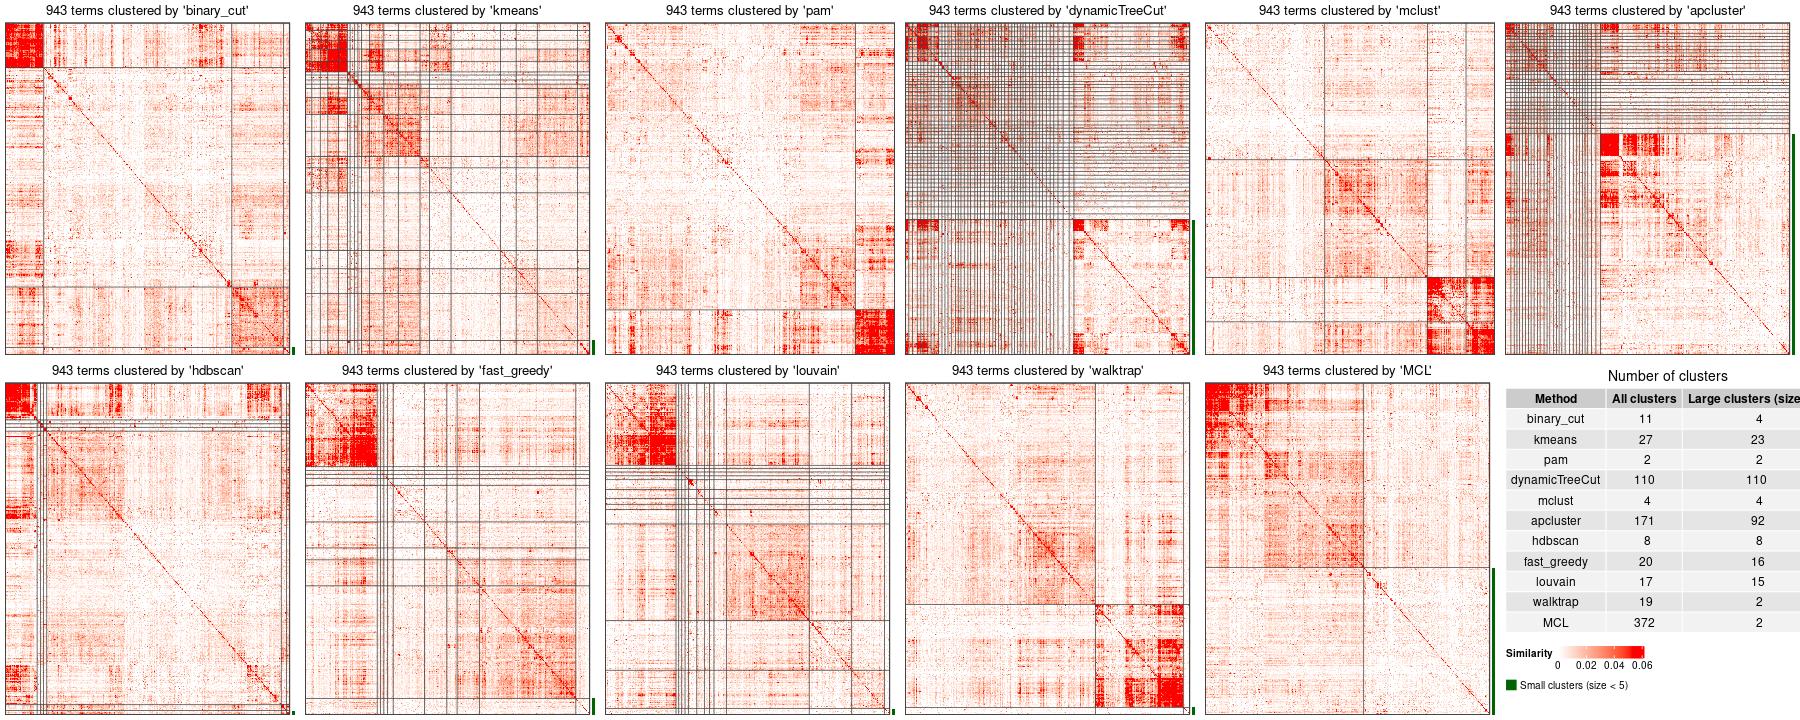 943 terms clustered by 'binary_cut'
943 terms clustered by 'kmeans'
943 terms clustered by 'pam'
943 terms clustered by 'dynamicTreeCut'
943 terms clustered by 'mclust'
943 terms clustered by 'apcluster'
943 terms clustered by 'hdbscan'
943 terms clustered by 'fast_greedy'
943 terms clustered by 'louvain'
943 terms clustered by 'walktrap'
943 terms clustered by 'MCL'
Number of clusters
Method All clusters Large clusters (size
binary_cut 11 4
kmeans 27 23
pam 2 2
dynamicTreeCut 110 110
mclust 4 4
apcluster 171 92
hdbscan 8 8
fast_greedy 20 16
louvain 17 15
walktrap 19 2
MCL 372 2
Similarity
0 0.02 0.04 0.06
Small clusters (size < 5)